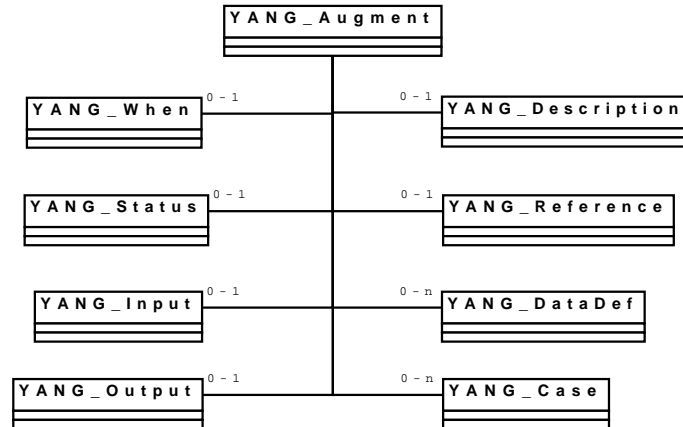 YANG_Augment
0-1 0-1
YANG_When YANG_Description
0-1 0-1
YANG_Status YANG_Reference
0-1 0-n
YANG_Input YANG_DataDef
0-1 0-n
YANG_Output YANG_Case